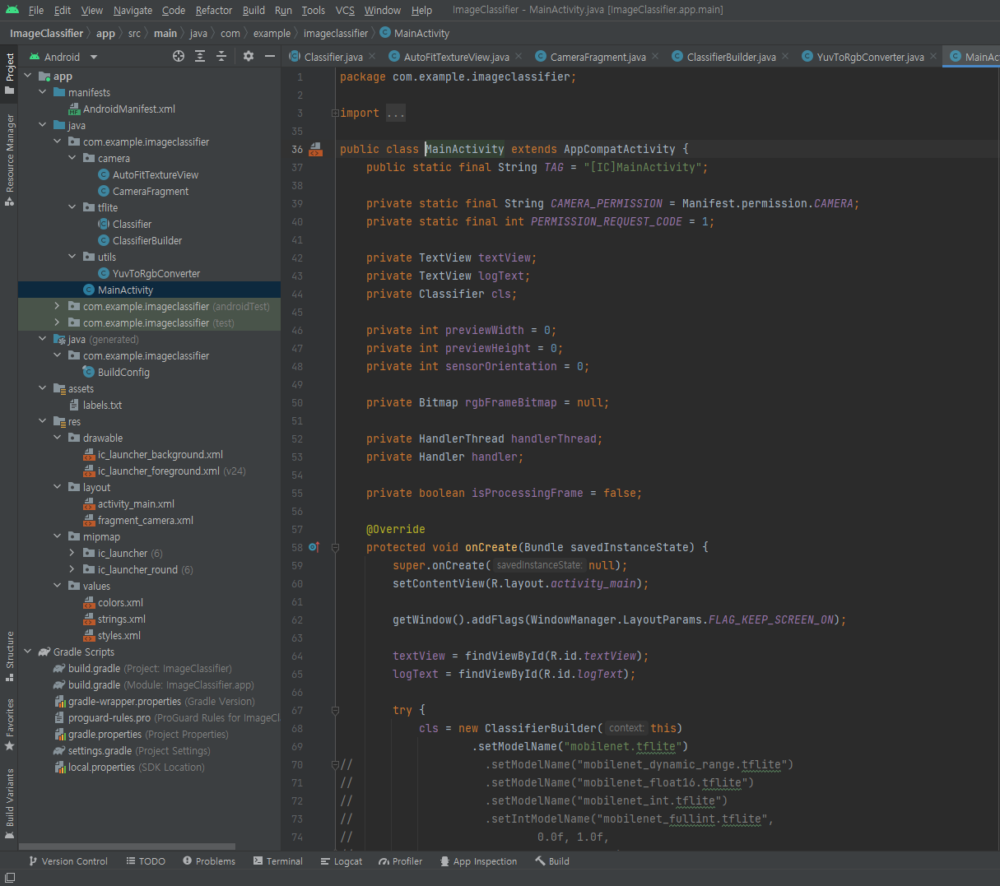 File Edit View Navigate Code Refactor Build Run Tools VCS Window Help ImageClassifier - MainActivity.java [ImageClassifier.app.main]
ImageClassifier app src main java com example imageclassifier MainActivity
Project
Resource Manager
Structure
Favorites
Build Variants
Android
app
manifests
AndroidManifest.xml
java
com.example.imageclassifier
camera
AutoFitTextureView
CameraFragment
tflite
Classifier
ClassifierBuilder
utils
YuvToRgbConverter
MainActivity
com.example.imageclassifier (androidTest)
com.example.imageclassifier (test)
java (generated)
com.example.imageclassifier
BuildConfig
assets
labels.txt
res
drawable
ic_launcher_background.xml
ic_launcher_foreground.xml (v24)
layout
activity_main.xml
fragment_camera.xml
mipmap
ic_launcher (6)
ic_launcher_round (6)
values
colors.xml
strings.xml
styles.xml
Gradle Scripts
build.gradle (Project: ImageClassifier)
build.gradle (Module: ImageClassifier.app)
gradle-wrapper.properties (Gradle Version)
proguard-rules.pro (ProGuard Rules for ImageCl
gradle.properties (Project Properties)
settings.gradle (Project Settings)
local.properties (SDK Location)
Classifier.java AutoFitTextureView.java CameraFragment.java ClassifierBuilder.java YuvToRgbConverter.java MainAct
1 package com.example.imageclassifier;
2
3 import ...
35
36 public class MainActivity extends AppCompatActivity {
37 public static final String TAG = "[IC]MainActivity";
38
39 private static final String CAMERA_PERMISSION = Manifest.permission.CAMERA;
40 private static final int PERMISSION_REQUEST_CODE = 1;
41
42 private TextView textView;
43 private TextView logText;
44 private Classifier cls;
45
46 private int previewWidth = 0;
47 private int previewHeight = 0;
48 private int sensorOrientation = 0;
49
50 private Bitmap rgbFrameBitmap = null;
51
52 private HandlerThread handlerThread;
53 private Handler handler;
54
55 private boolean isProcessingFrame = false;
56
57 @Override
58 protected void onCreate(Bundle savedInstanceState) {
59 super.onCreate( savedInstanceState: null);
60 setContentView(R.layout.activity_main);
61
62 getWindow().addFlags(WindowManager.LayoutParams.FLAG_KEEP_SCREEN_ON);
63
64 textView = findViewById(R.id.textView);
65 logText = findViewById(R.id.logText);
66
67 try {
68 cls = new ClassifierBuilder( context: this)
69 .setModelName("mobilenet.tflite")
70 // .setModelName("mobilenet_dynamic_range.tflite")
71 // .setModelName("mobilenet_float16.tflite")
72 // .setModelName("mobilenet_int.tflite")
73 // .setIntModelName("mobilenet_fullint.tflite",
74 // 0.0f, 1.0f,
Version Control TODO Problems Terminal Logcat Profiler App Inspection Build